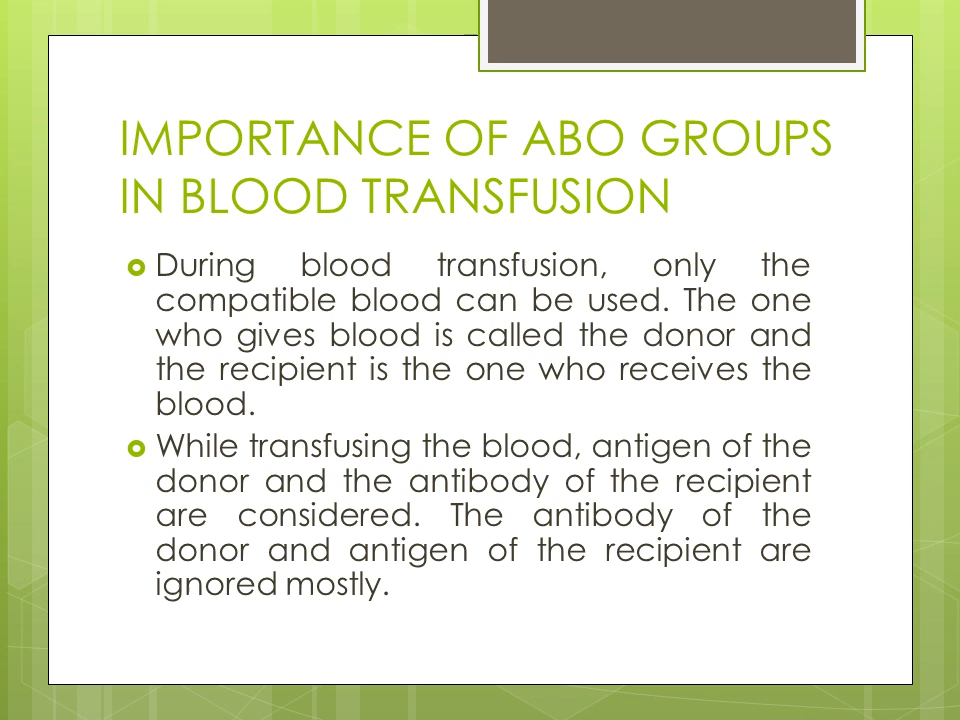 IMPORTANCE OF ABO GROUPS
IN BLOOD TRANSFUSION
During blood transfusion, only the
compatible blood can be used. The one
who gives blood is called the donor and
the recipient is the one who receives the
blood.
While transfusing the blood, antigen of the
donor and the antibody of the recipient
are considered. The antibody of the
donor and antigen of the recipient are
ignored mostly.